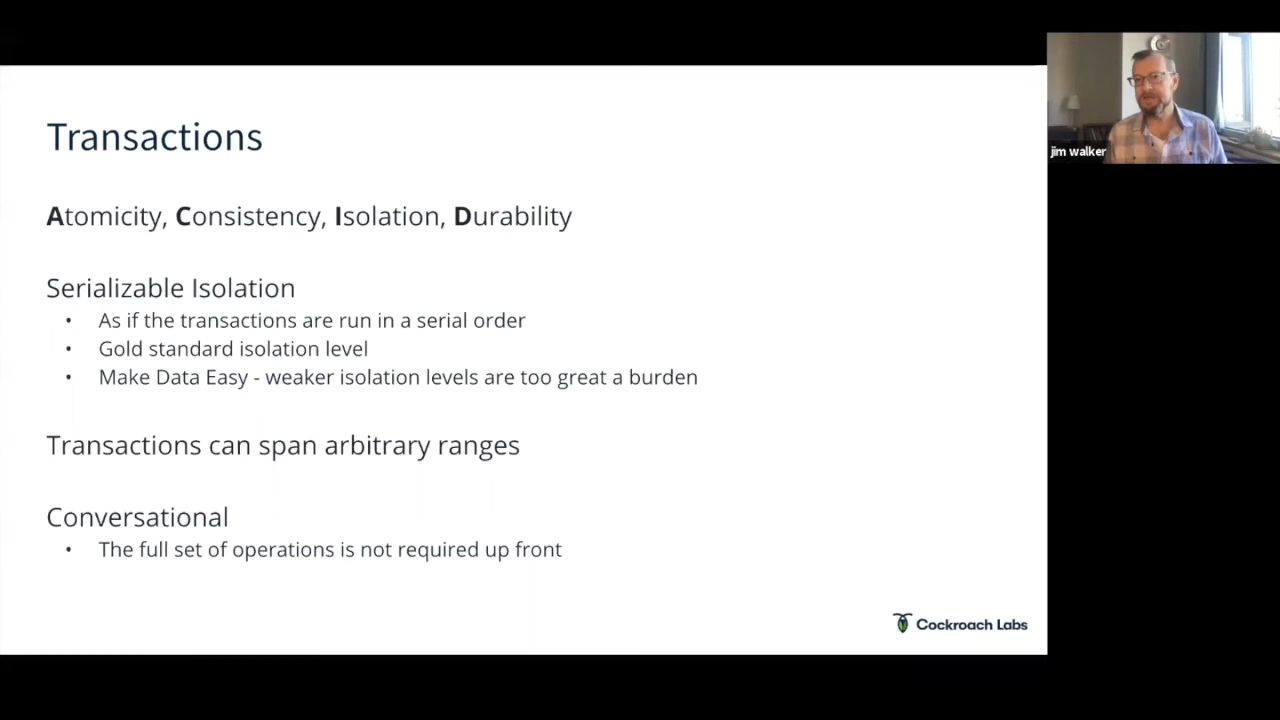 Transactions
Atomicity, Consistency, Isolation, Durability
Serializable Isolation
• As if the transactions are run in a serial order
• Gold standard isolation level
• Make Data Easy - weaker isolation levels are too great a burden
Transactions can span arbitrary ranges
Conversational
• The full set of operations is not required up front
Cockroach Labs
jim walker